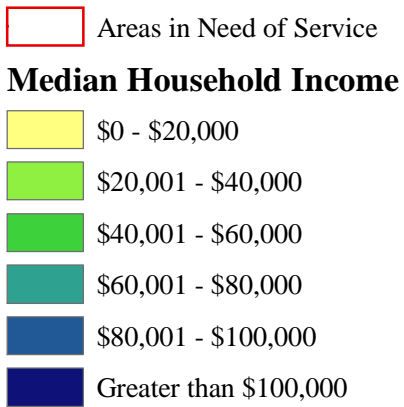 Areas in Need of Service
Median Household Income
$0 - $20,000
$20,001 - $40,000
$40,001 - $60,000
$60,001 - $80,000
$80,001 - $100,000
Greater than $100,000